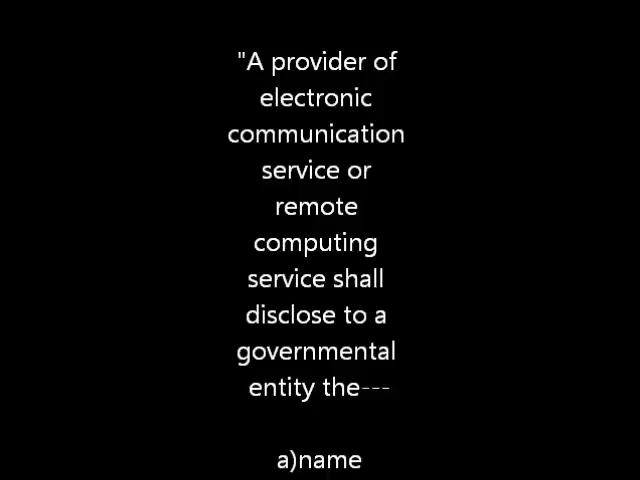 "A provider of
electronic
communication
service or
remote
computing
service shall
disclose to a
governmental
entity the---
a)name